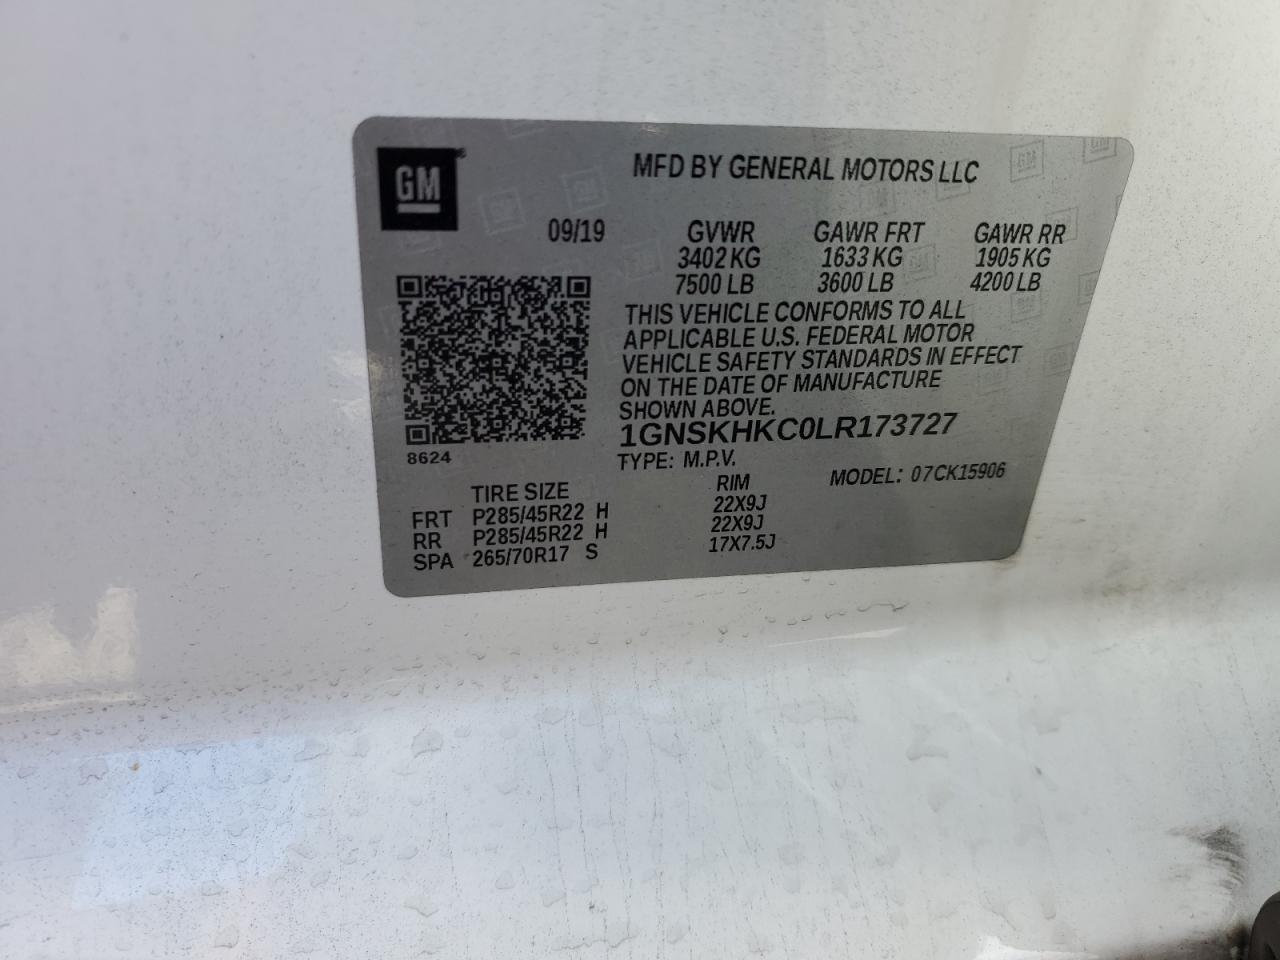 GM
MFD BY GENERAL MOTORS LLC
09/19 GVWR GAWR FRT GAWR RR
3402 KG 1633 KG 1905 KG
7500 LB 3600 LB 4200 LB
THIS VEHICLE CONFORMS TO ALL
APPLICABLE U.S. FEDERAL MOTOR
VEHICLE SAFETY STANDARDS IN EFFECT
ON THE DATE OF MANUFACTURE
SHOWN ABOVE.
1GNSKHKC0LR173727
8624
TYPE: M.P.V. MODEL: 07CK15906
TIRE SIZE RIM
FRT P285/45R22 H 22X9J
RR P285/45R22 H 22X9J
SPA 265/70R17 S 17X7.5J